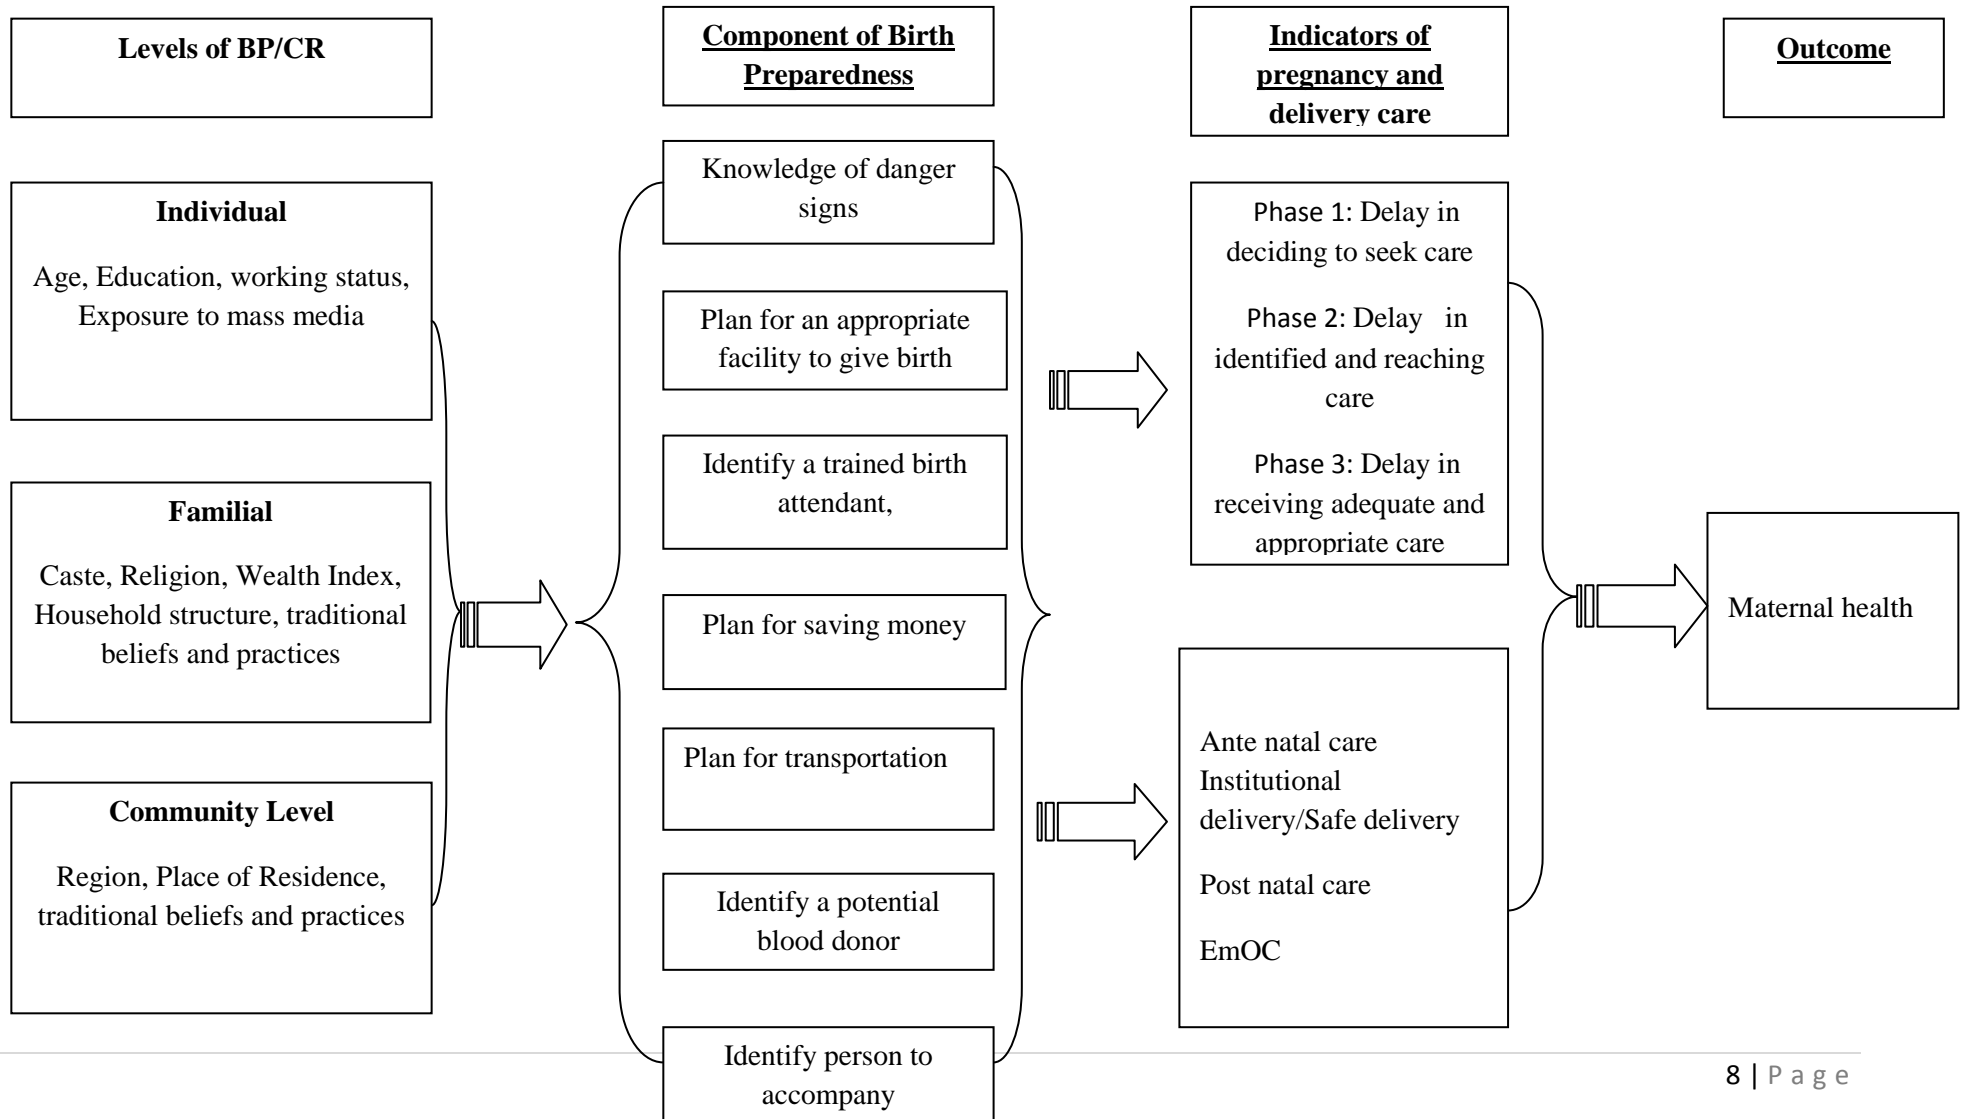 Levels of BP/CR
Component of Birth
Preparedness
Indicators of
pregnancy and
delivery care
Outcome
Individual
Age, Education, working status,
Exposure to mass media
Familial
Caste, Religion, Wealth Index,
Household structure, traditional
beliefs and practices
Community Level
Region, Place of Residence,
traditional beliefs and practices
Knowledge of danger
signs
Plan for an appropriate
facility to give birth
Identify a trained birth
attendant,
Plan for saving money
Plan for transportation
Identify a potential
blood donor
Identify person to
accompany
Phase 1: Delay in
deciding to seek care
Phase 2: Delay in
identified and reaching
care
Phase 3: Delay in
receiving adequate and
appropriate care
Ante natal care
Institutional
delivery/Safe delivery
Post natal care
EmOC
Maternal health
8 | Page